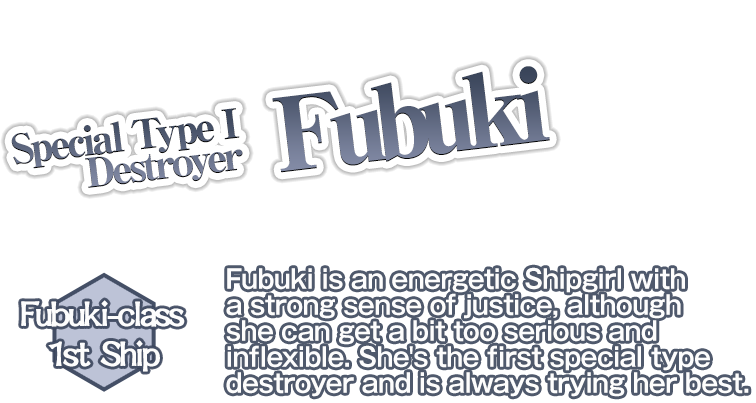 Special Type I
Destroyer
Fubuki
Fubuki-class
1st Ship
Fubuki is an energetic Shipgirl with
a strong sense of justice, although
she can get a bit too serious and
inflexible. She's the first special type
destroyer and is always trying her best.